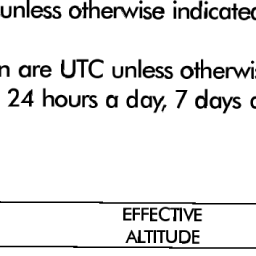 unless otherwise indicated
n are UTC unless otherwis
24 hours a day, 7 days
EFFECTIVE
ALTITUDE